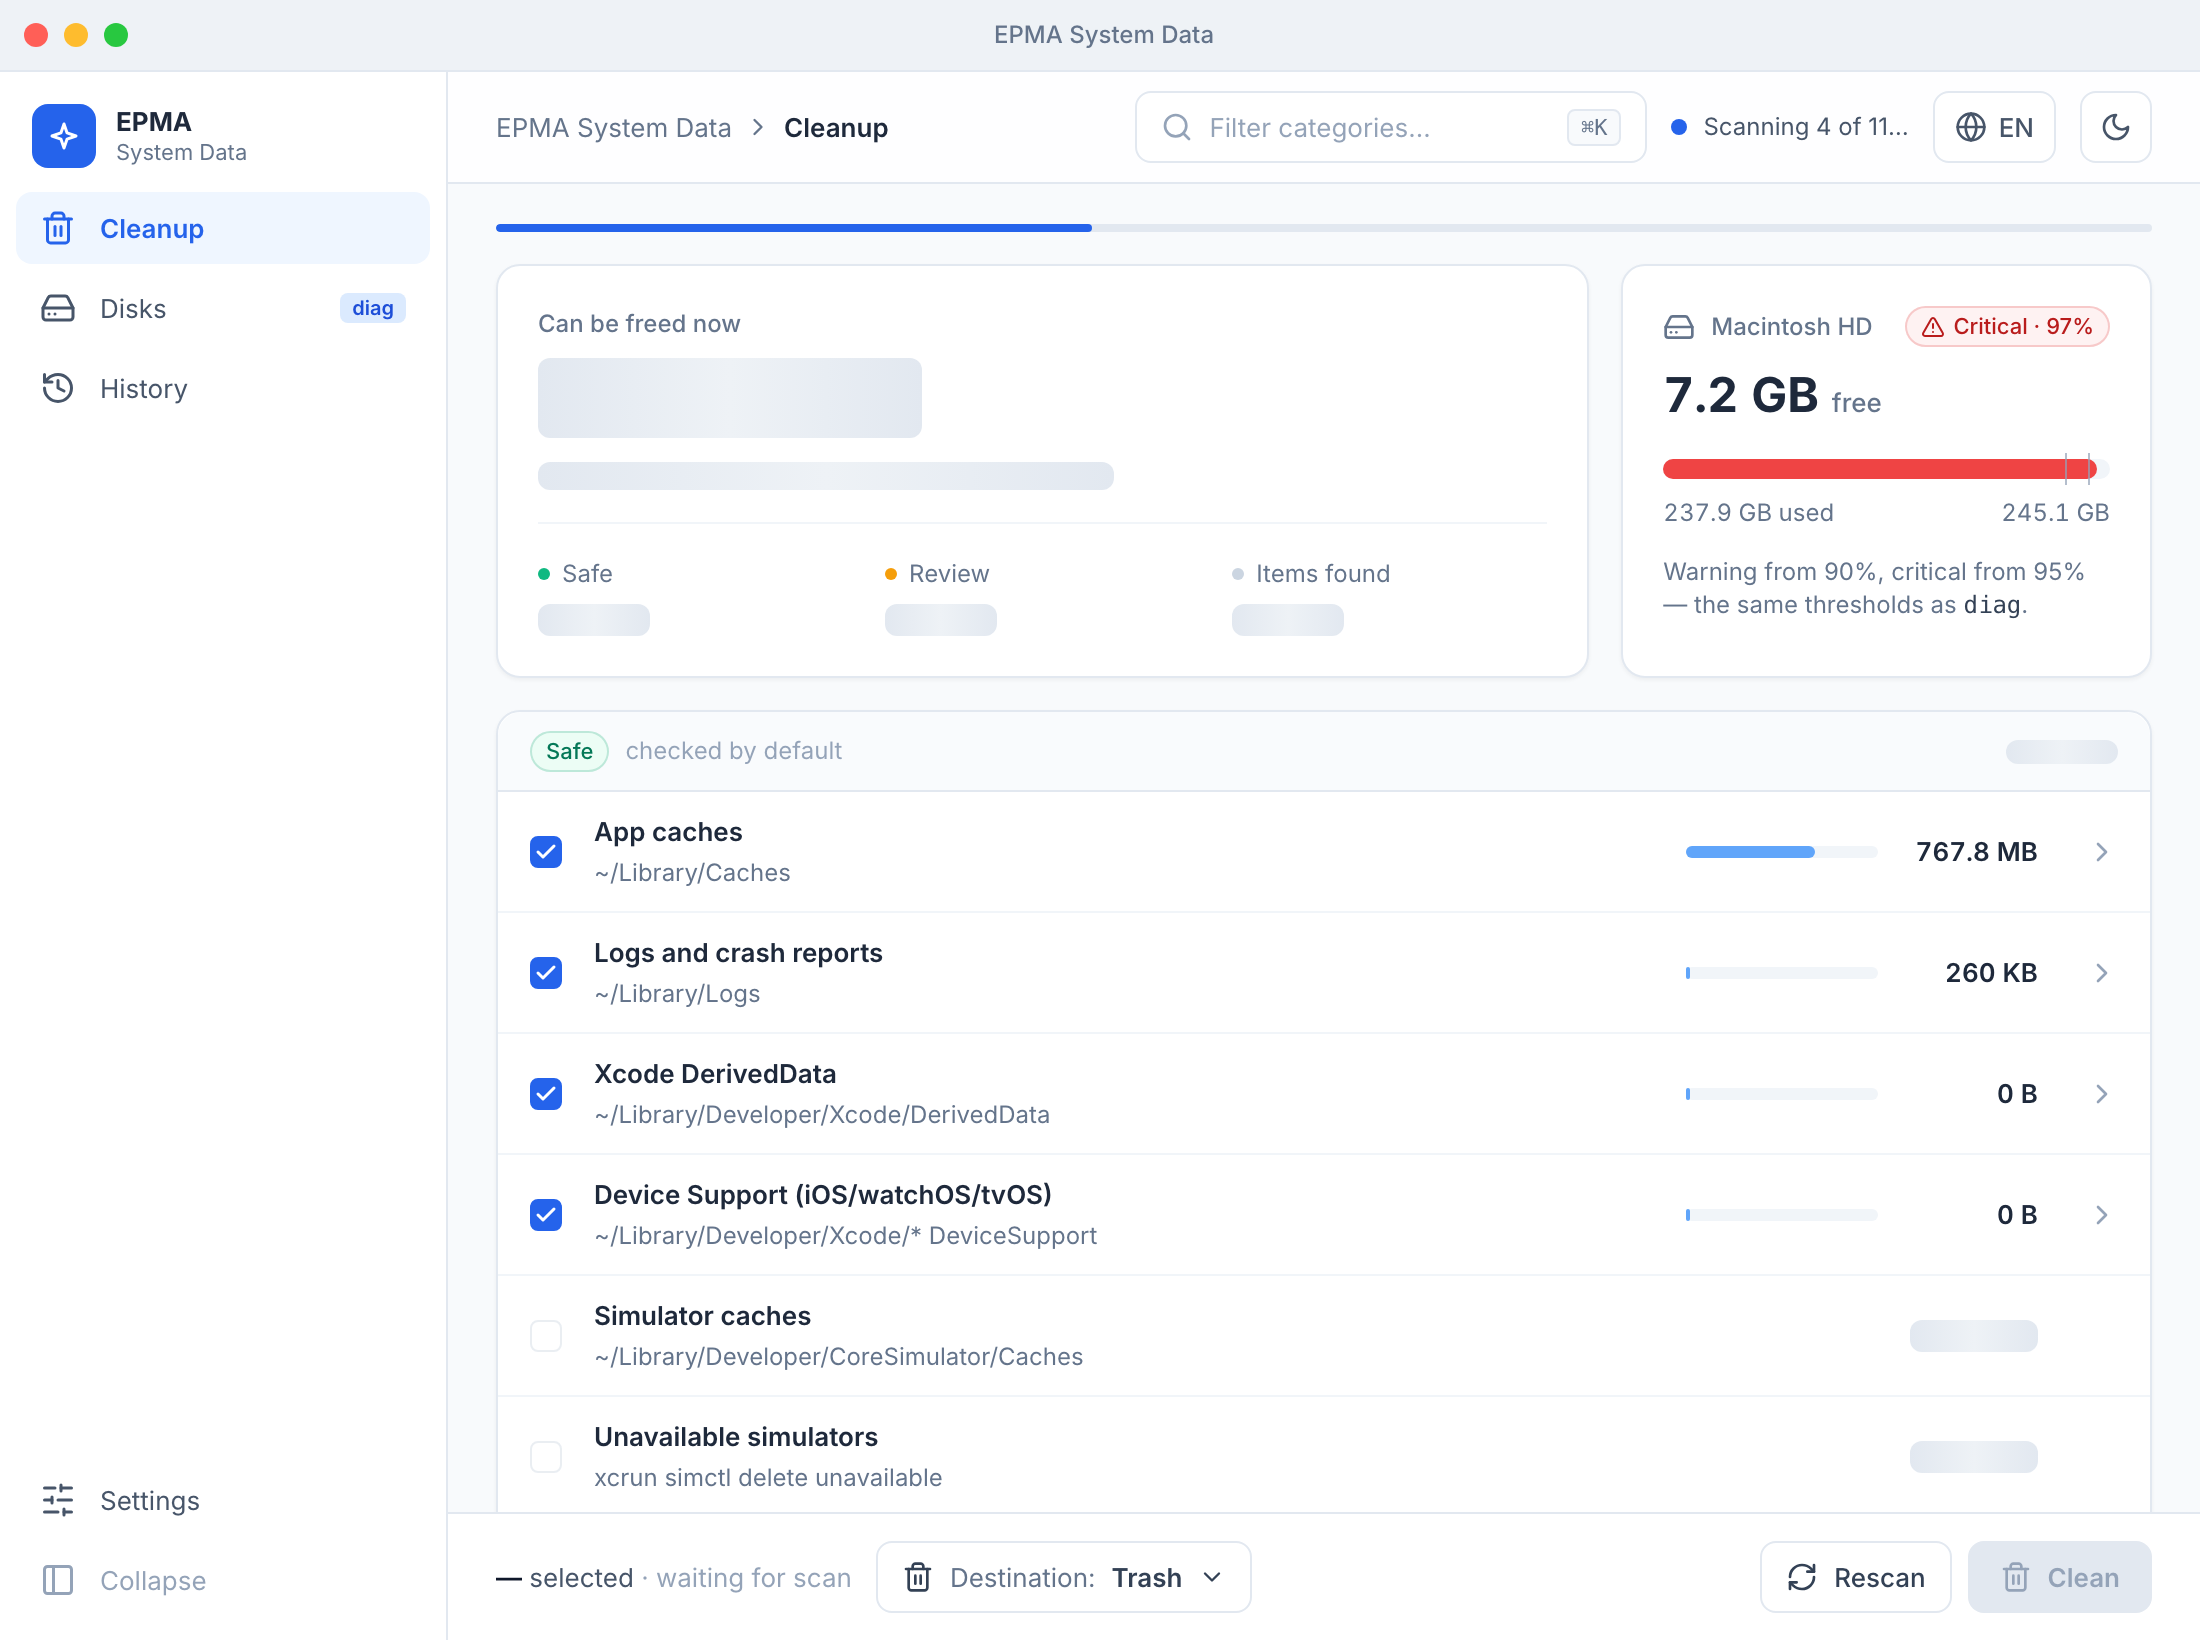 EPMA System Data
EPMA
System Data
Cleanup
Disks
diag
History
Settings
Collapse
EPMA System Data > Cleanup
Filter categories...
⌘K
Scanning 4 of 11...
EN
Can be freed now
Safe
Review
Items found
Macintosh HD
Critical · 97%
7.2 GB free
237.9 GB used
245.1 GB
Warning from 90%, critical from 95%
— the same thresholds as diag.
Safe
checked by default
App caches
~/Library/Caches
767.8 MB
Logs and crash reports
~/Library/Logs
260 KB
Xcode DerivedData
~/Library/Developer/Xcode/DerivedData
0 B
Device Support (iOS/watchOS/tvOS)
~/Library/Developer/Xcode/* DeviceSupport
0 B
Simulator caches
~/Library/Developer/CoreSimulator/Caches
Unavailable simulators
xcrun simctl delete unavailable
— selected · waiting for scan
Destination: Trash
Rescan
Clean